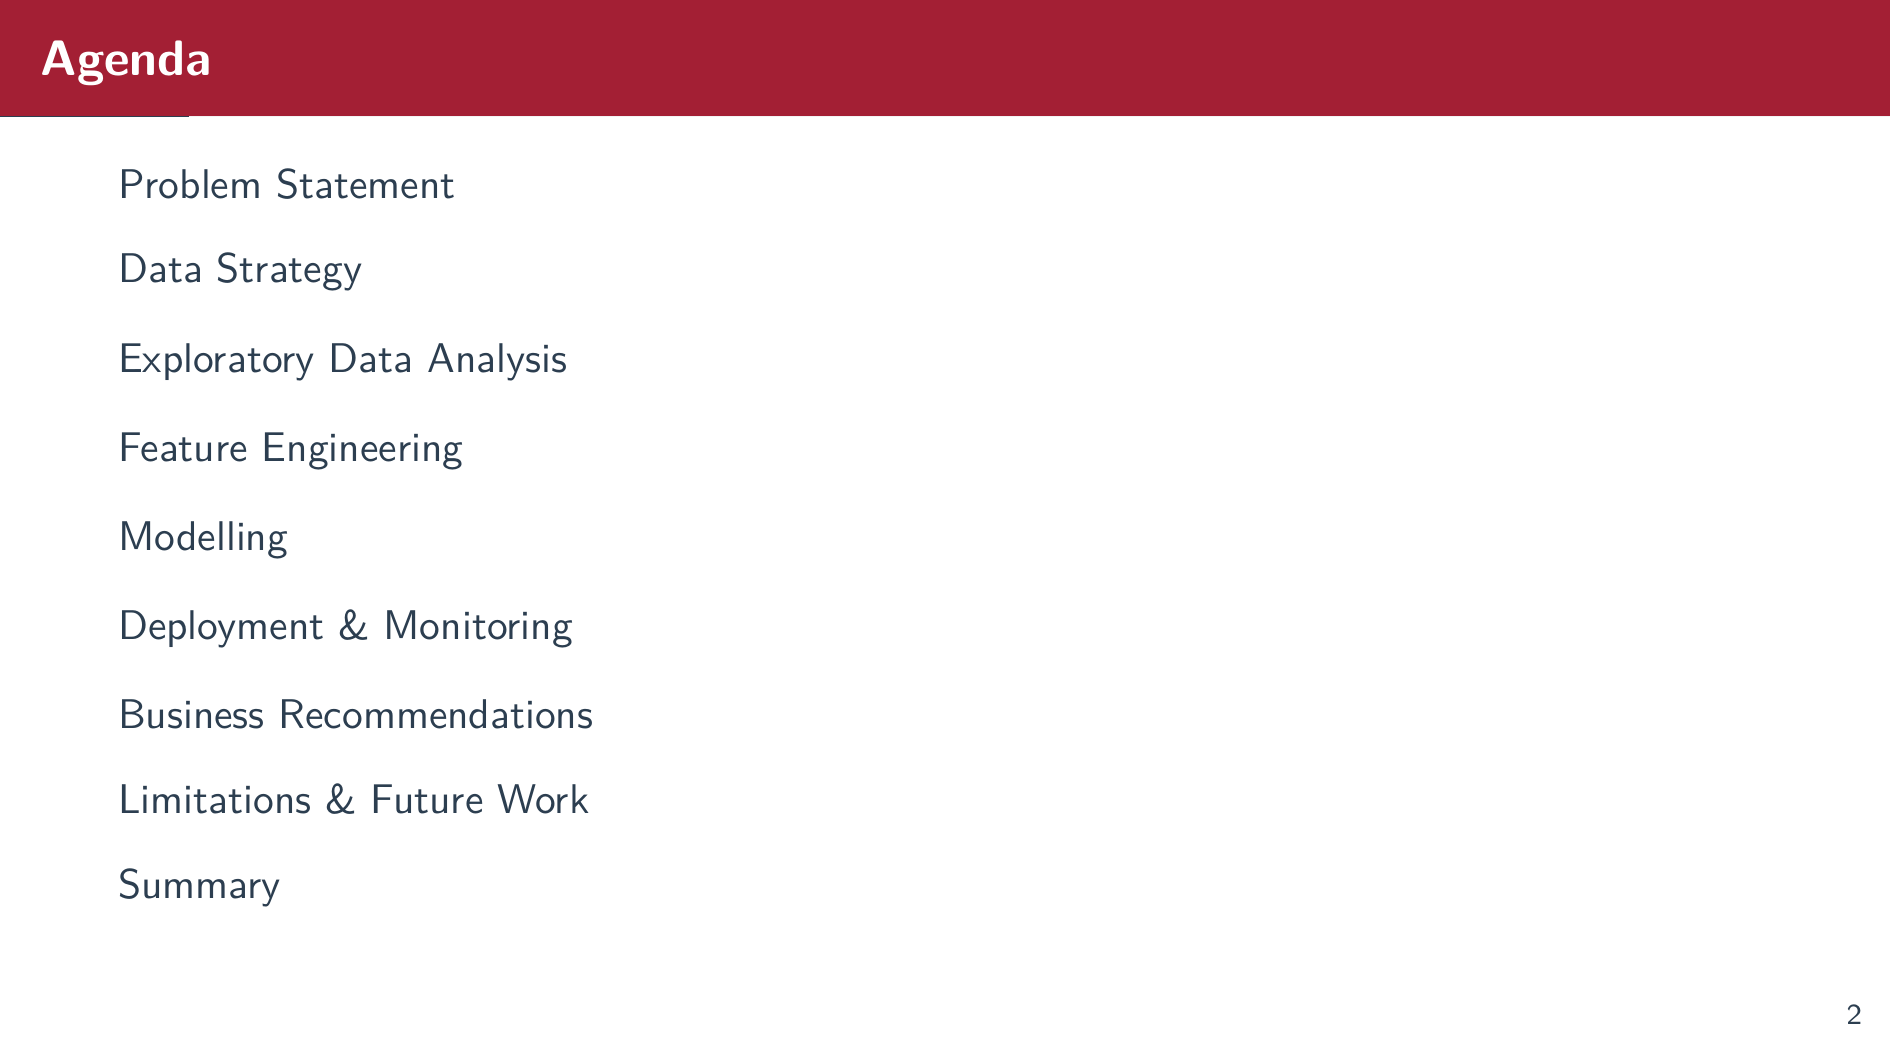 Agenda
Problem Statement
Data Strategy
Exploratory Data Analysis
Feature Engineering
Modelling
Deployment & Monitoring
Business Recommendations
Limitations & Future Work
Summary
2